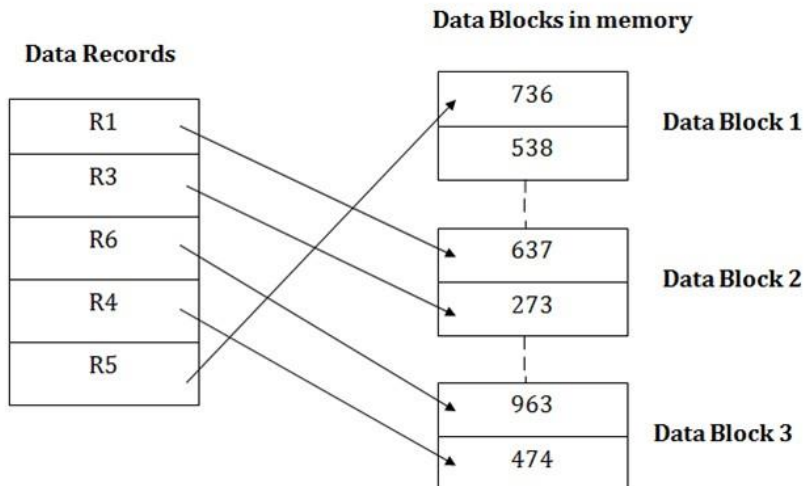 Data Blocks in memory
Data Records
R1
R3
R6
R4
R5
736
538
Data Block 1
637
273
Data Block 2
963
474
Data Block 3